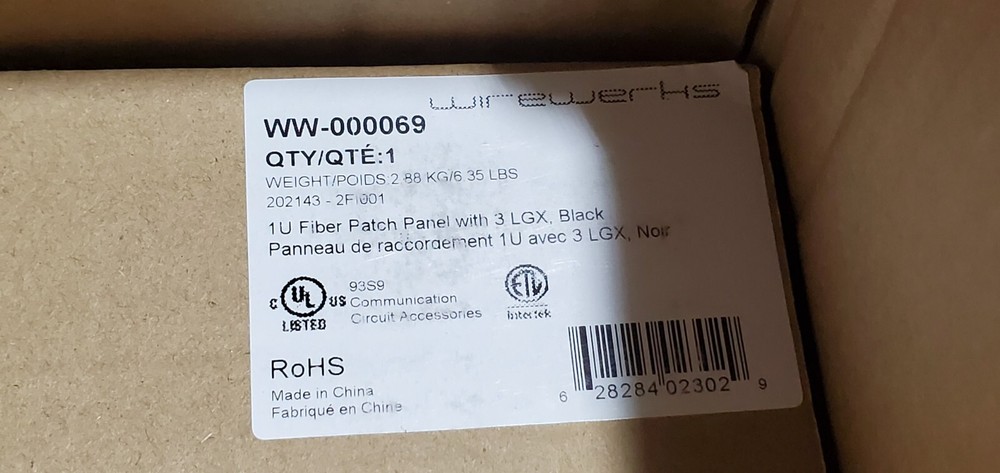 wirewerks
WW-000069
QTY/QTÉ:1
WEIGHT/POIDS:2.88 KG/6.35 LBS
202143 - 2FI001
1U Fiber Patch Panel with 3 LGX, Black
Panneau de raccordement 1U avec 3 LGX, Noir
C UL US
LISTED
93S9
Communication
Circuit Accessories
ETL
Intertek
RoHS
Made in China
Fabriqué en Chine
6 28284 02302 9